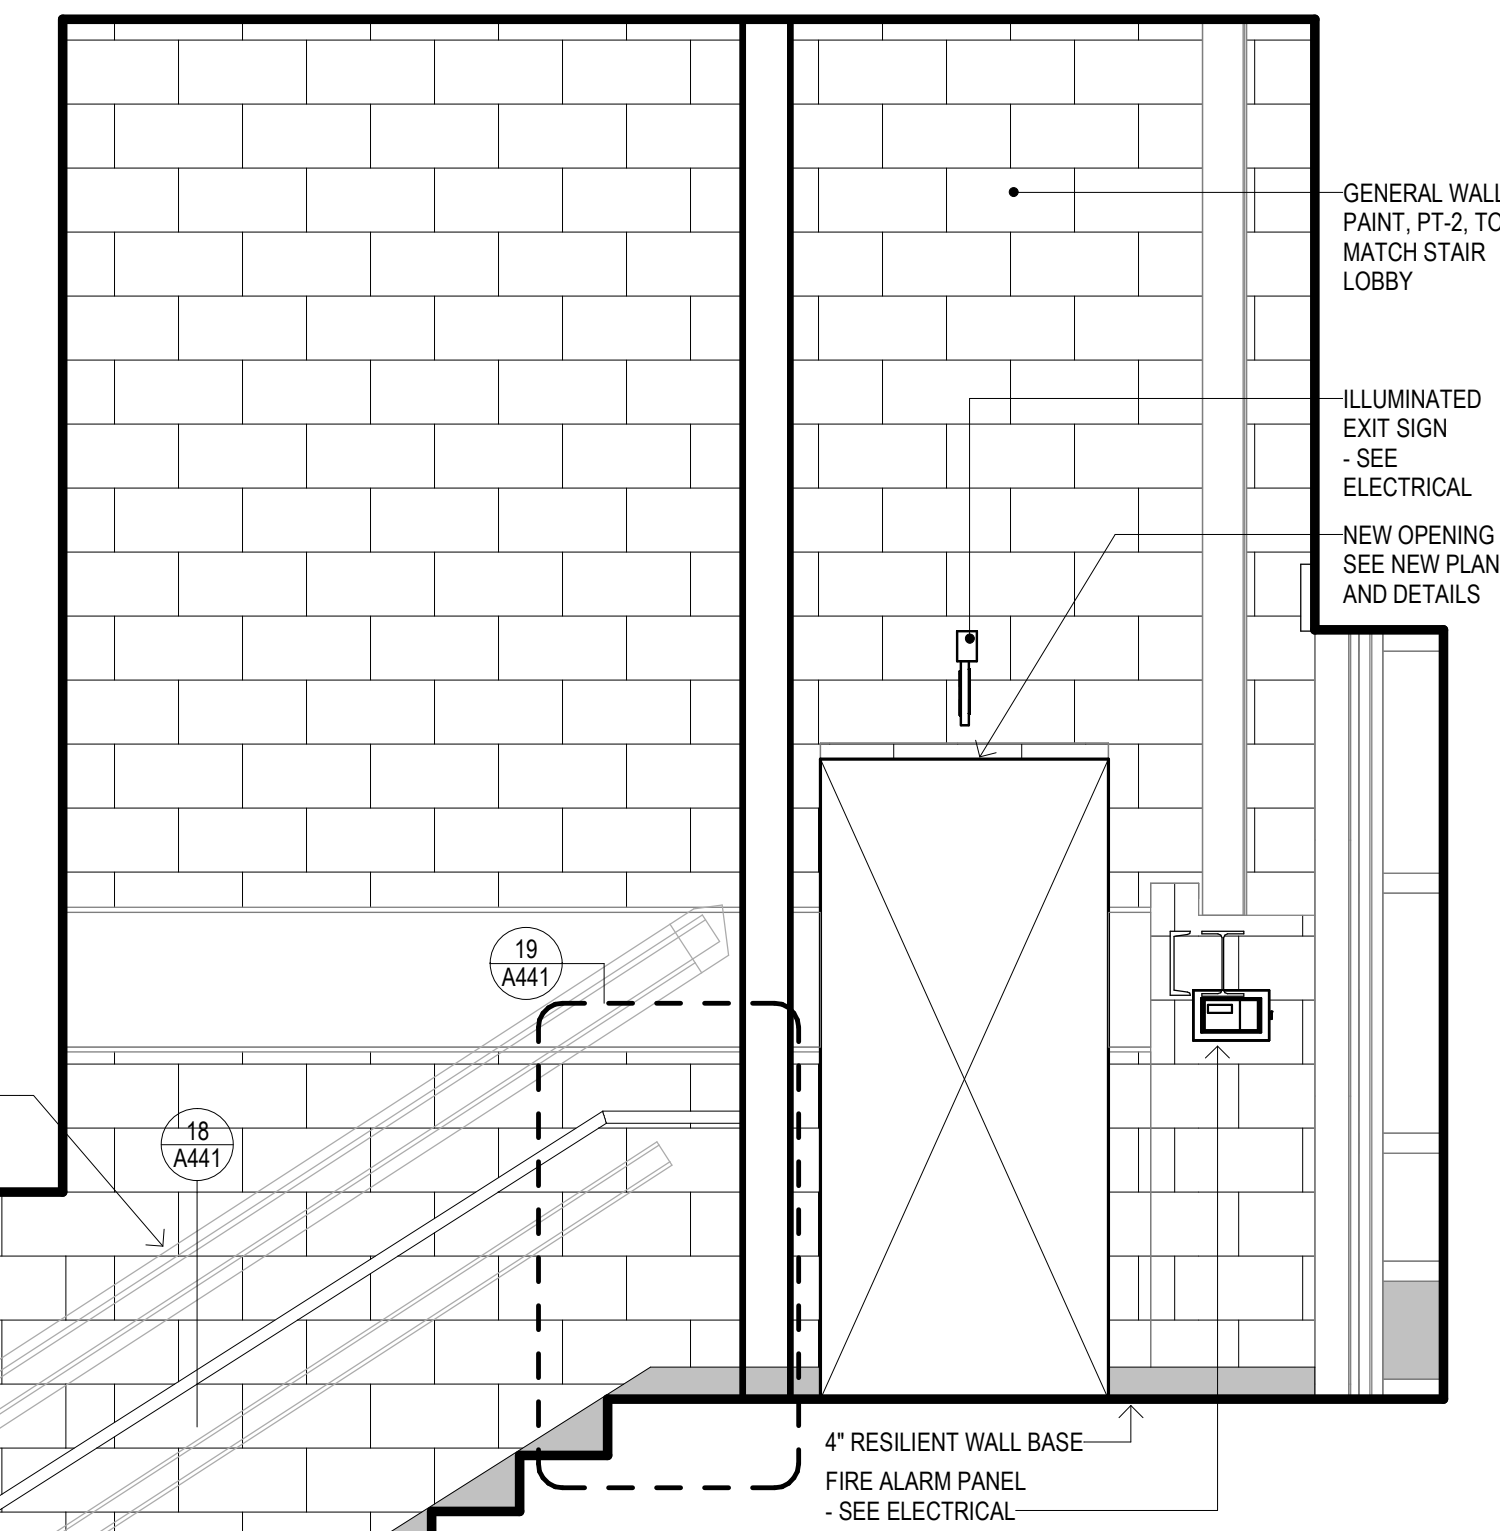 GENERAL WALL
PAINT, PT-2, TO
MATCH STAIR
LOBBY
ILLUMINATED
EXIT SIGN
- SEE
ELECTRICAL
NEW OPENING
SEE NEW PLAN
AND DETAILS
19
A441
18
A441
4" RESILIENT WALL BASE
FIRE ALARM PANEL
- SEE ELECTRICAL